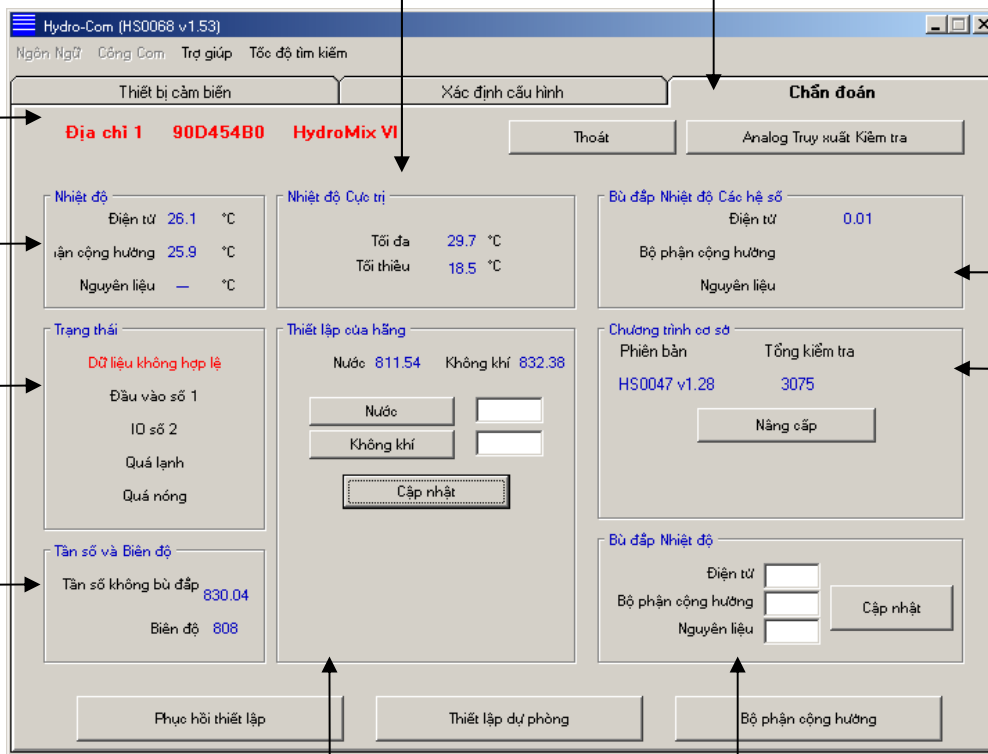 Hydro-Com (HS0068 v1.53)
Ngôn Ngữ Cổng Com Trợ giúp Tốc độ tìm kiếm
Thiết bị cảm biến Xác định cấu hình Chẩn đoán
Địa chỉ 1 90D454B0 HydroMix VI
Thoát Analog Truy xuất Kiểm tra
Nhiệt độ
Điện từ 26.1 °C
ận cộng hưởng 25.9 °C
Nguyên liệu — °C
Nhiệt độ Cực trị
Tối đa 29.7 °C
Tối thiểu 18.5 °C
Bù đắp Nhiệt độ Các hệ số
Điện từ 0.01
Bộ phận cộng hưởng
Nguyên liệu
Trạng thái
Dữ liệu không hợp lệ
Đầu vào số 1
IO số 2
Quá lạnh
Quá nóng
Thiết lập của hãng
Nước 811.54 Không khí 832.38
Nước
Không khí
Cập nhật
Chương trình cơ sở
Phiên bản Tổng kiểm tra
HS0047 v1.28 3075
Nâng cấp
Tần số và Biên độ
Tần số không bù đắp 830.04
Biên độ 808
Bù đắp Nhiệt độ
Điện từ
Bộ phận cộng hưởng
Nguyên liệu
Cập nhật
Phục hồi thiết lập Thiết lập dự phòng Bộ phận cộng hưởng